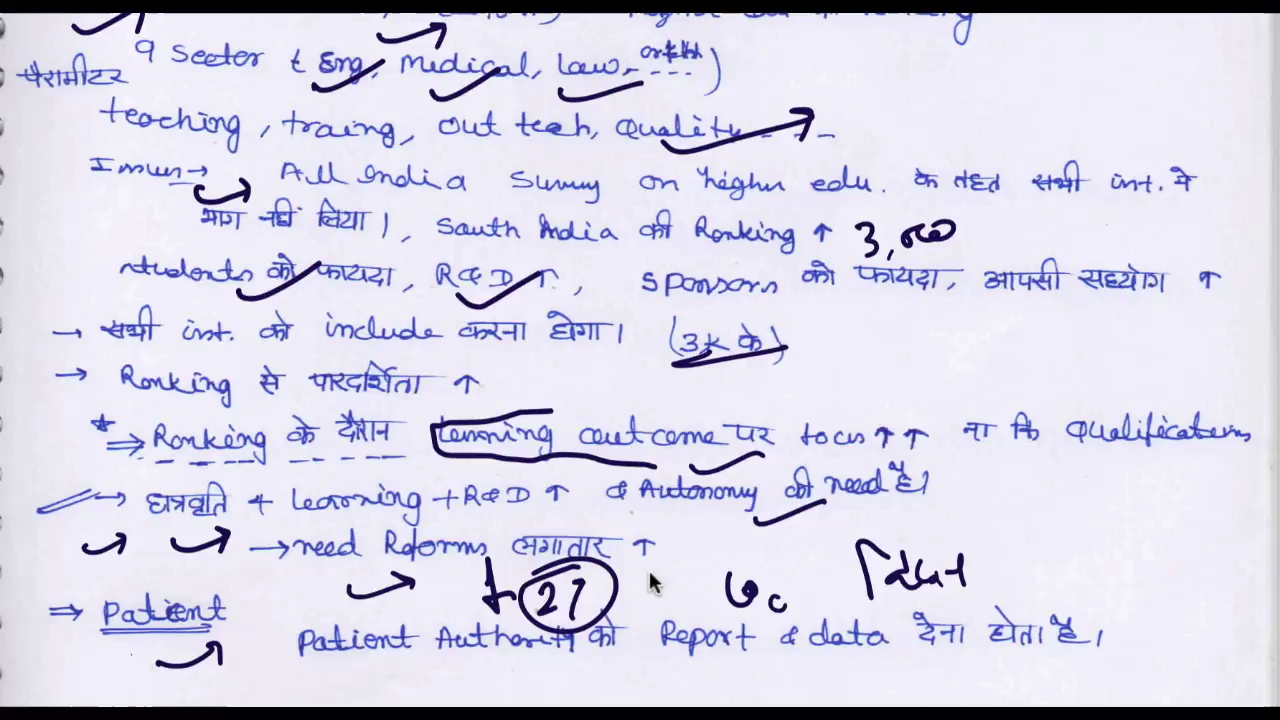 9 Sector ( Eng, Medical, Law, ---- )
पैरामीटर
teaching, traing, out teah, Quality ----
Issues → All India Survey on higher edu. के तहत सभी int. ने
भाग नहीं लिया।, South India की Ranking ↑ 3,000
students को फायदा, R&D ↑, Sponsors को फायदा, आपसी सहयोग ↑
→ सभी int. को include करना होगा। (3K के)
→ Ranking से पारदर्शिता ↑
* ⇒ Ranking के दौरान Learning outcome पर focus ↑ ↑ ना कि Qualifications
→ छात्रवृति + Learning + R&D ↑ & Autonomy की need है।
→ need Reforms लगातार ↑
27
⇒ Patient
Patient Authority को Report & data देना होता है।